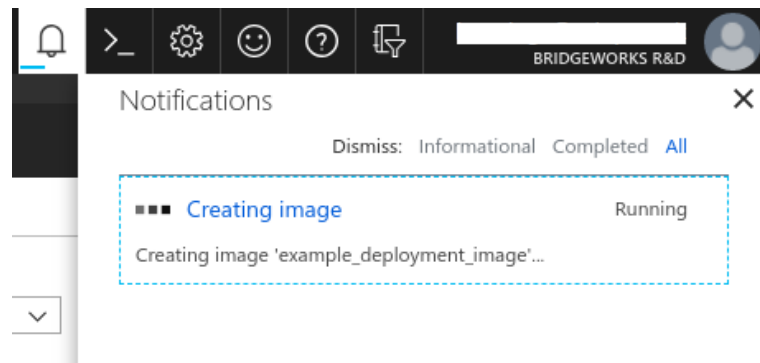 BRIDGEWORKS R&D
Notifications
Dismiss: Informational Completed All
Creating image Running
Creating image 'example_deployment_image'...